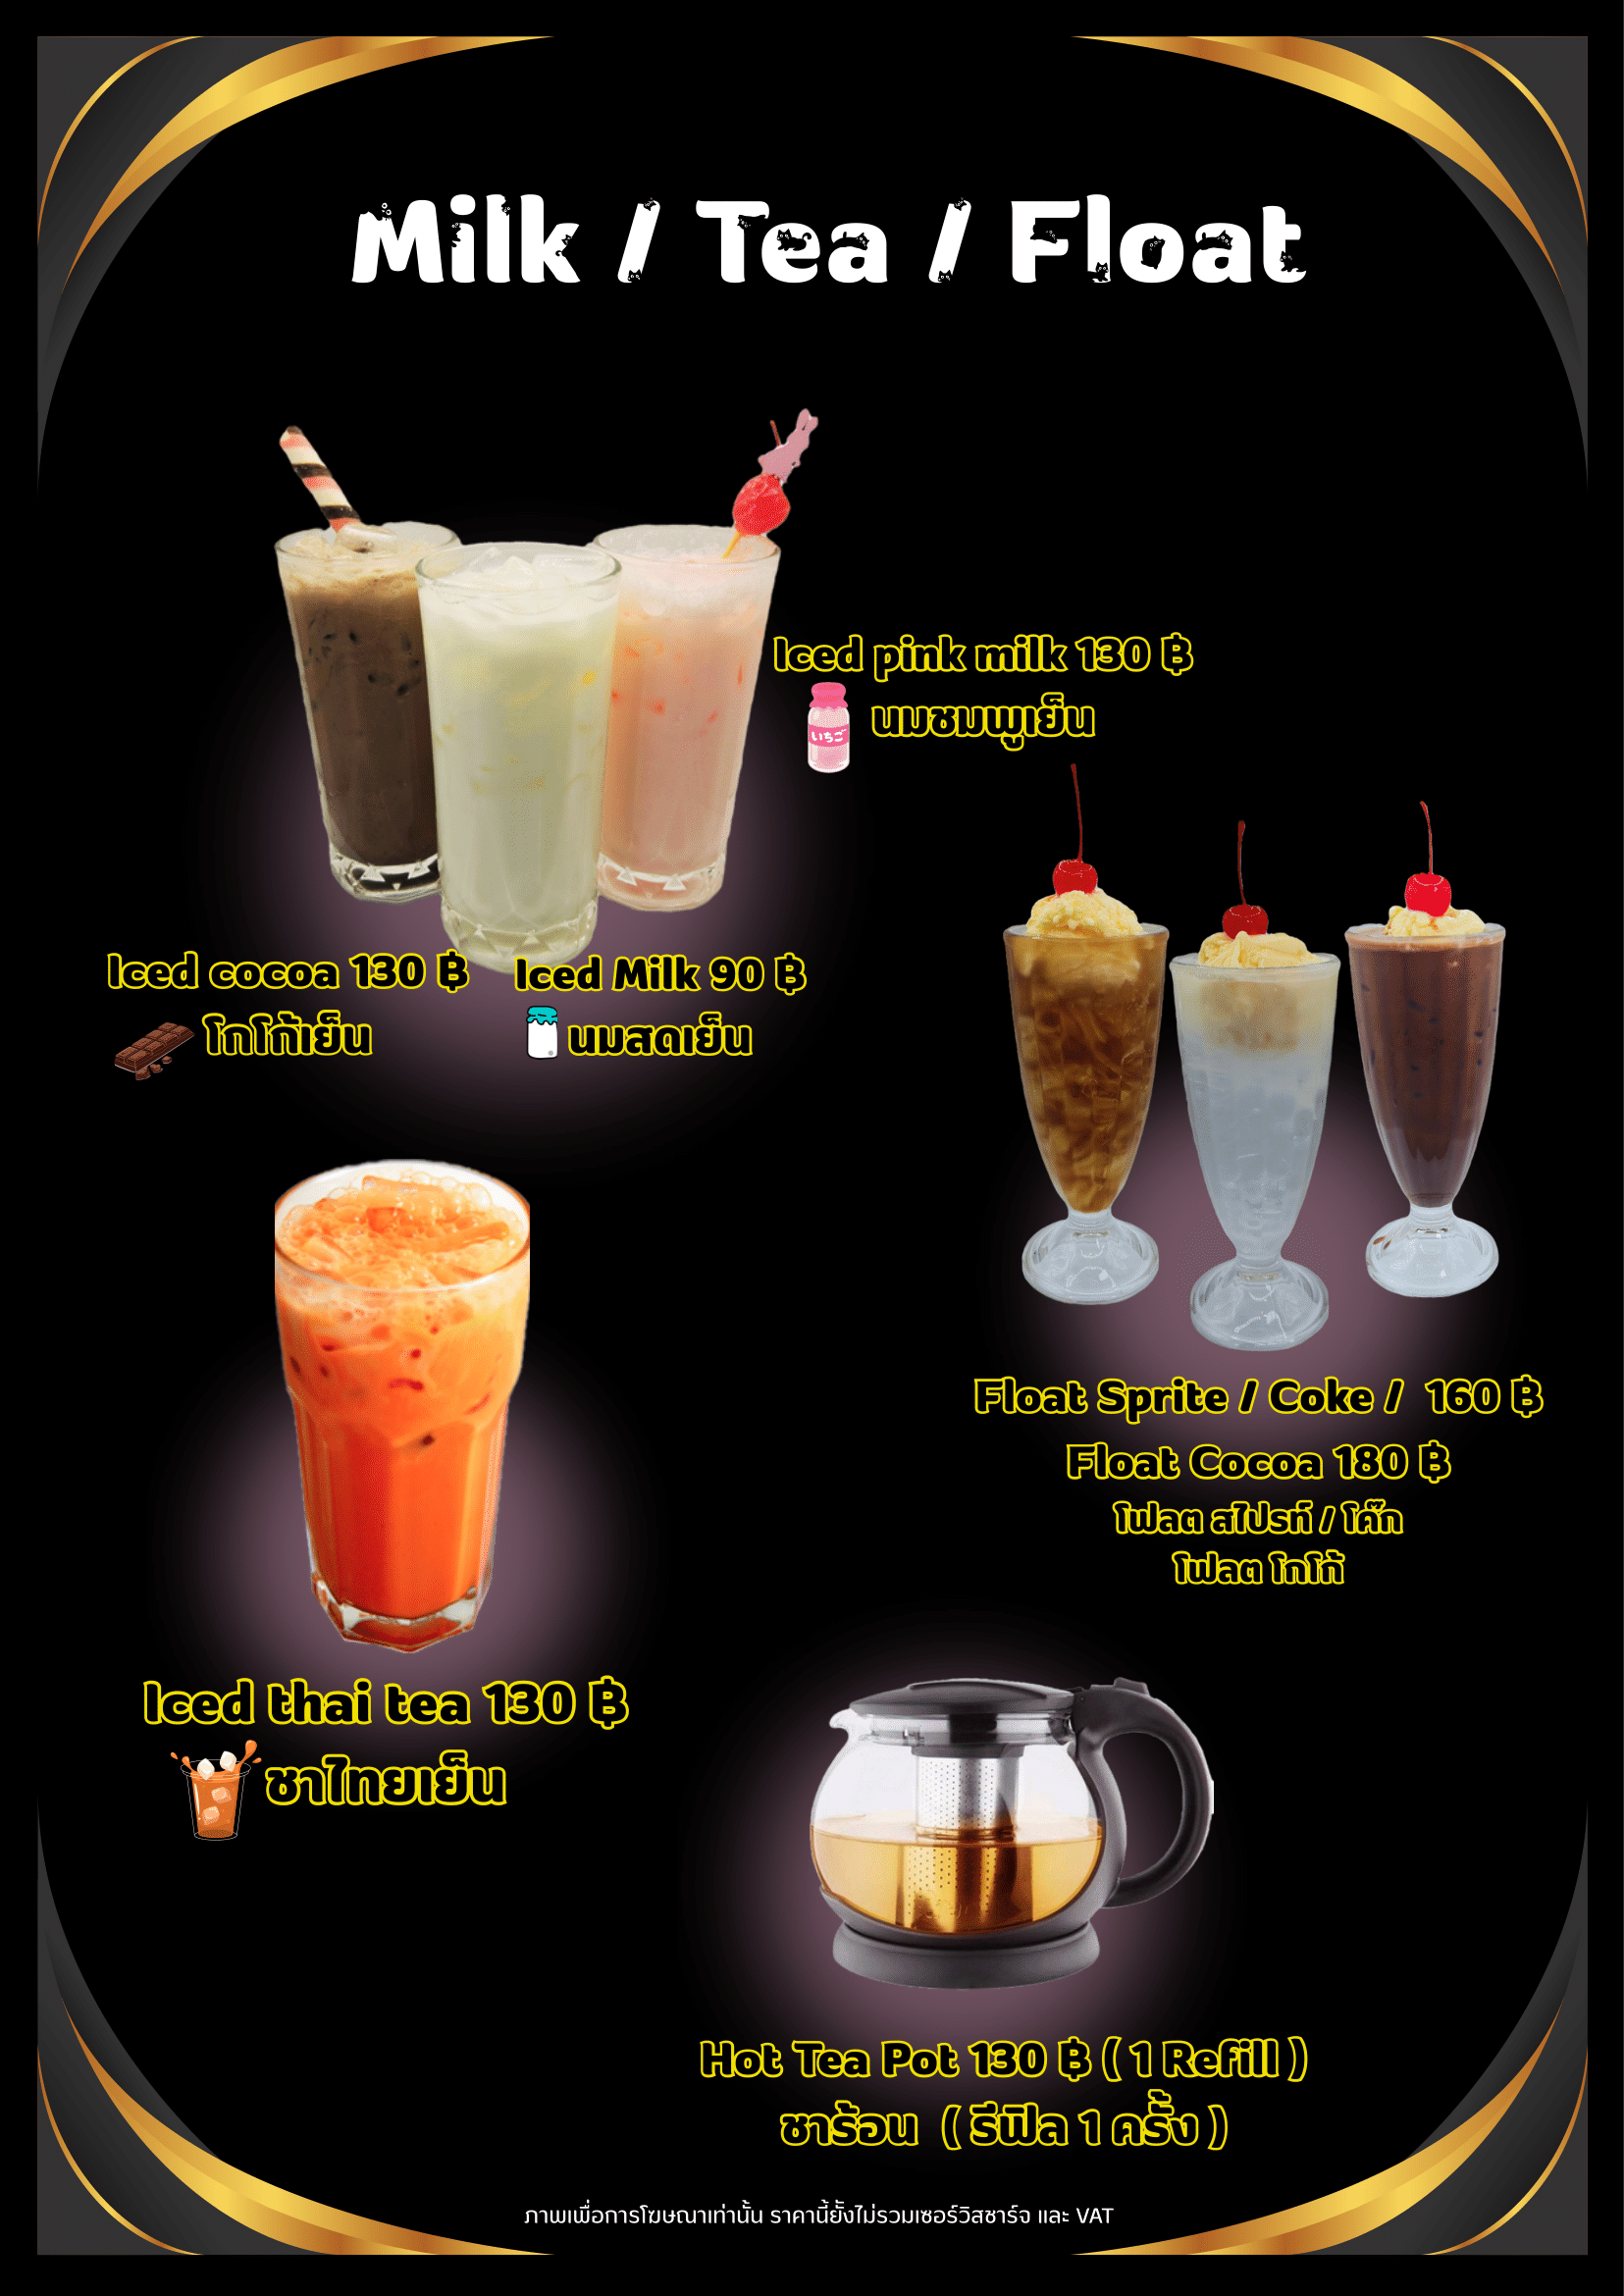 Milk / Tea / Float
Iced pink milk 130 ฿
นมชมพูเย็น
いちご
Iced cocoa 130 ฿
โกโก้เย็น
Iced Milk 90 ฿
นมสดเย็น
Float Sprite / Coke / 160 ฿
Float Cocoa 180 ฿
โฟลต สไปรท์ / โค๊ก
โฟลต โกโก้
Iced thai tea 130 ฿
ชาไทยเย็น
Hot Tea Pot 130 ฿ ( 1 Refill )
ชาร้อน ( รีฟิล 1 ครั้ง )
ภาพเพื่อการโฆษณาเท่านั้น ราคานี้ยังไม่รวมเซอร์วิสชาร์จ และ VAT